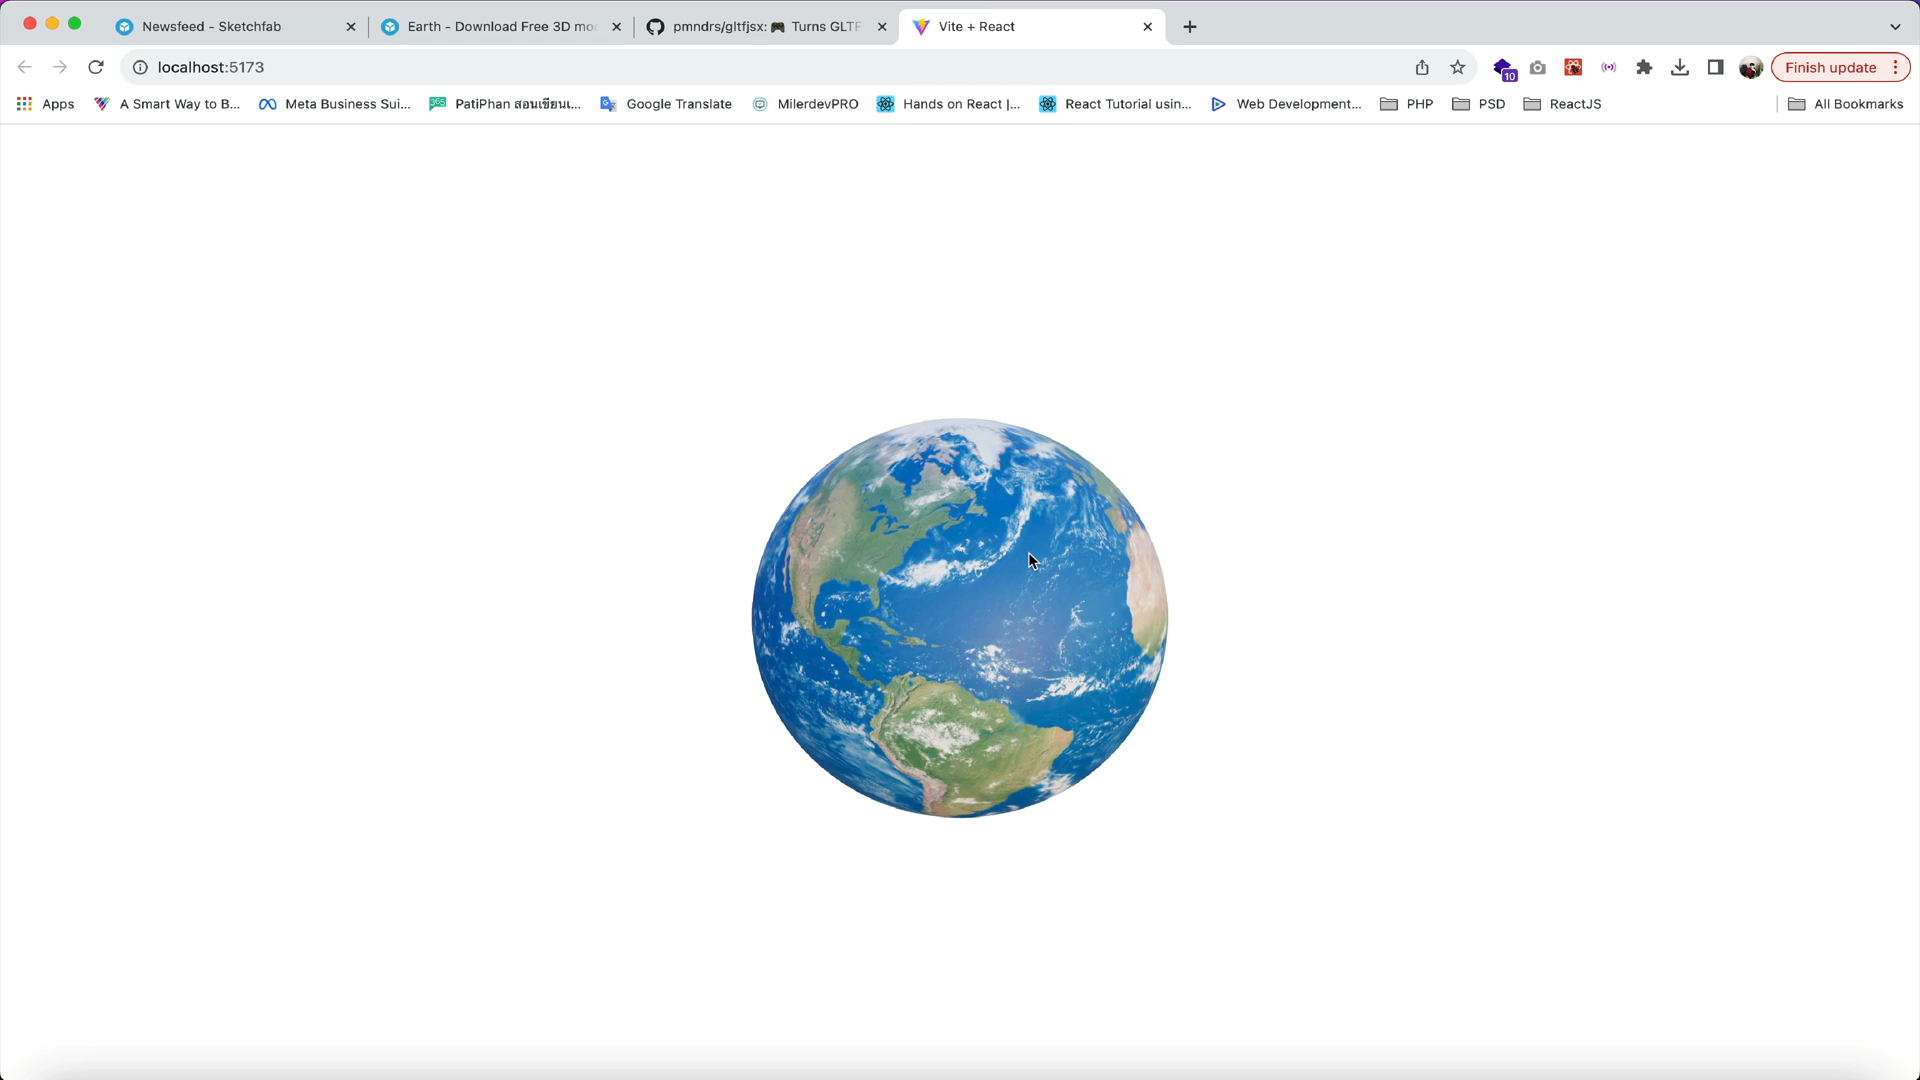 Newsfeed - Sketchfab
Earth - Download Free 3D mo
pmndrs/gltfjsx: 🎮 Turns GLTF
Vite + React
localhost:5173
10
Finish update
Apps
A Smart Way to B...
Meta Business Sui...
365
PatiPhan สอนเขียนเ...
Google Translate
MilerdevPRO
Hands on React |...
React Tutorial usin...
Web Development...
PHP
PSD
ReactJS
All Bookmarks